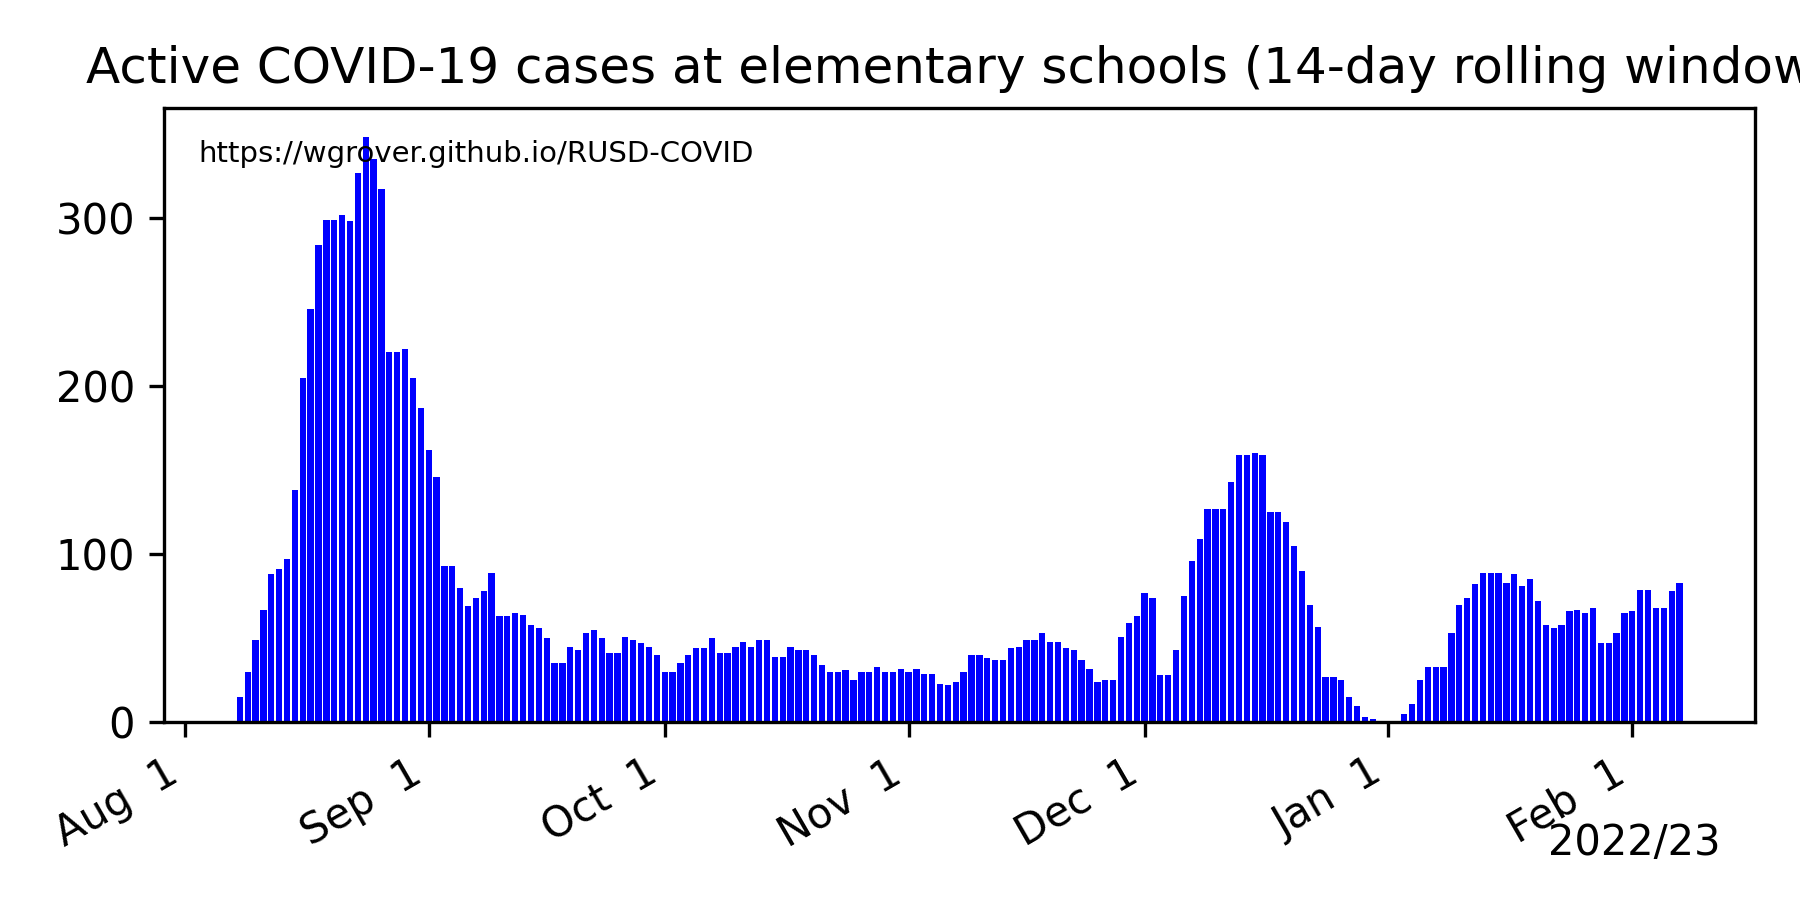 Active COVID-19 cases at elementary schools (14-day rolling window
https://wgrover.github.io/RUSD-COVID
300
200
100
0
Aug 1
Sep 1
Oct 1
Nov 1
Dec 1
Jan 1
Feb 1
2022/23